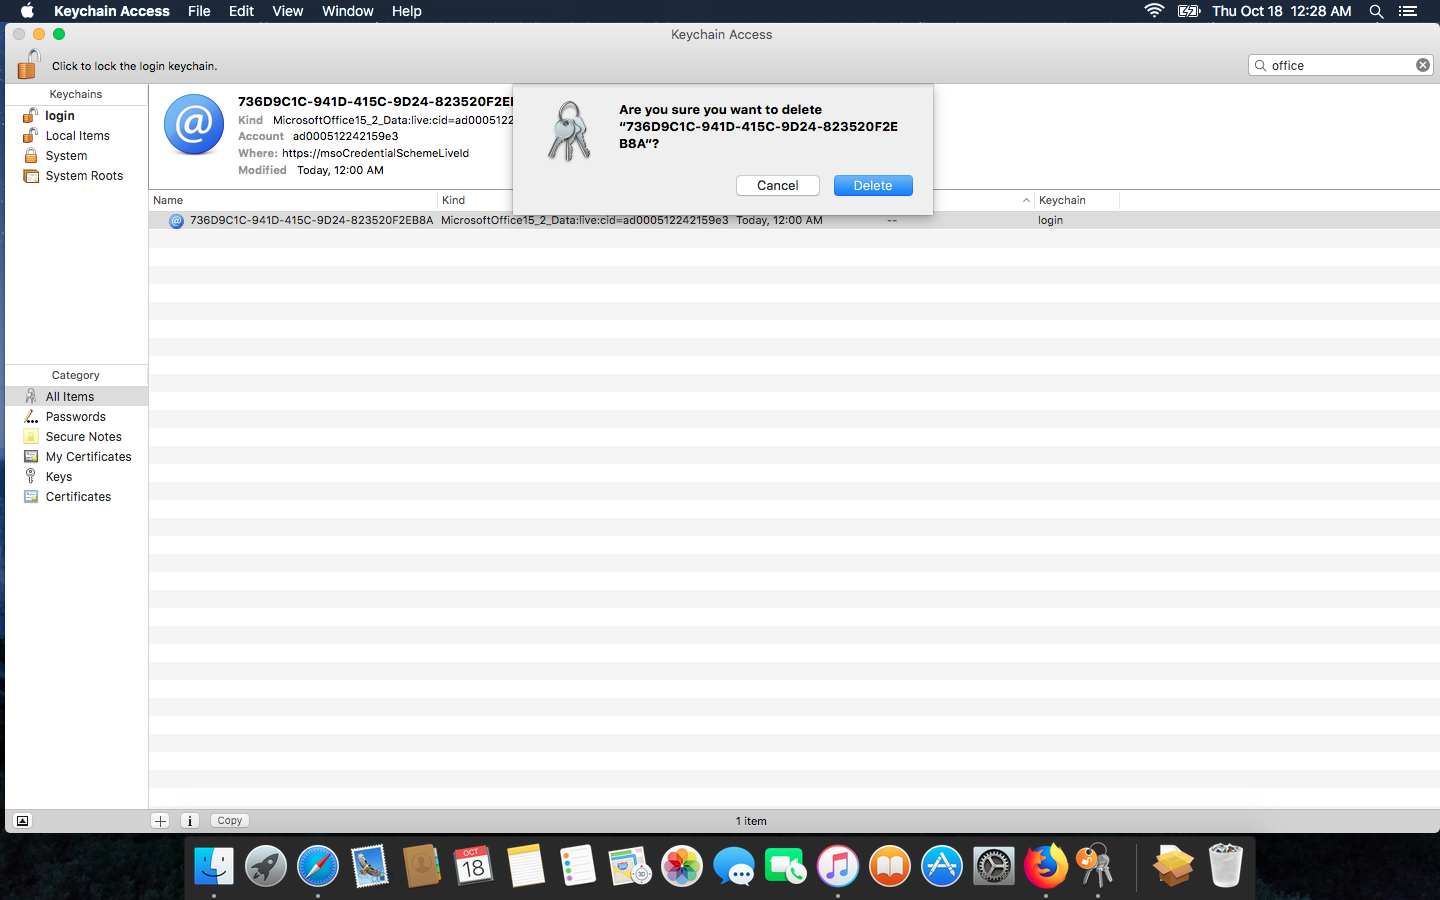 Keychain Access File Edit View Window Help Thu Oct 18 12:28 AM
Keychain Access
Click to lock the login keychain.
office
Keychains
login
Local Items
System
System Roots
736D9C1C-941D-415C-9D24-823520F2E
Kind MicrosoftOffice15_2_Data:live:cid=ad000512
Account ad000512242159e3
Where: https://msoCredentialSchemeLiveId
Modified Today, 12:00 AM
Are you sure you want to delete
“736D9C1C-941D-415C-9D24-823520F2E
B8A”?
Cancel Delete
Name Kind Keychain
736D9C1C-941D-415C-9D24-823520F2EB8A MicrosoftOffice15_2_Data:live:cid=ad000512242159e3 Today, 12:00 AM -- login
Category
All Items
Passwords
Secure Notes
My Certificates
Keys
Certificates
Copy
1 item
OCT
18